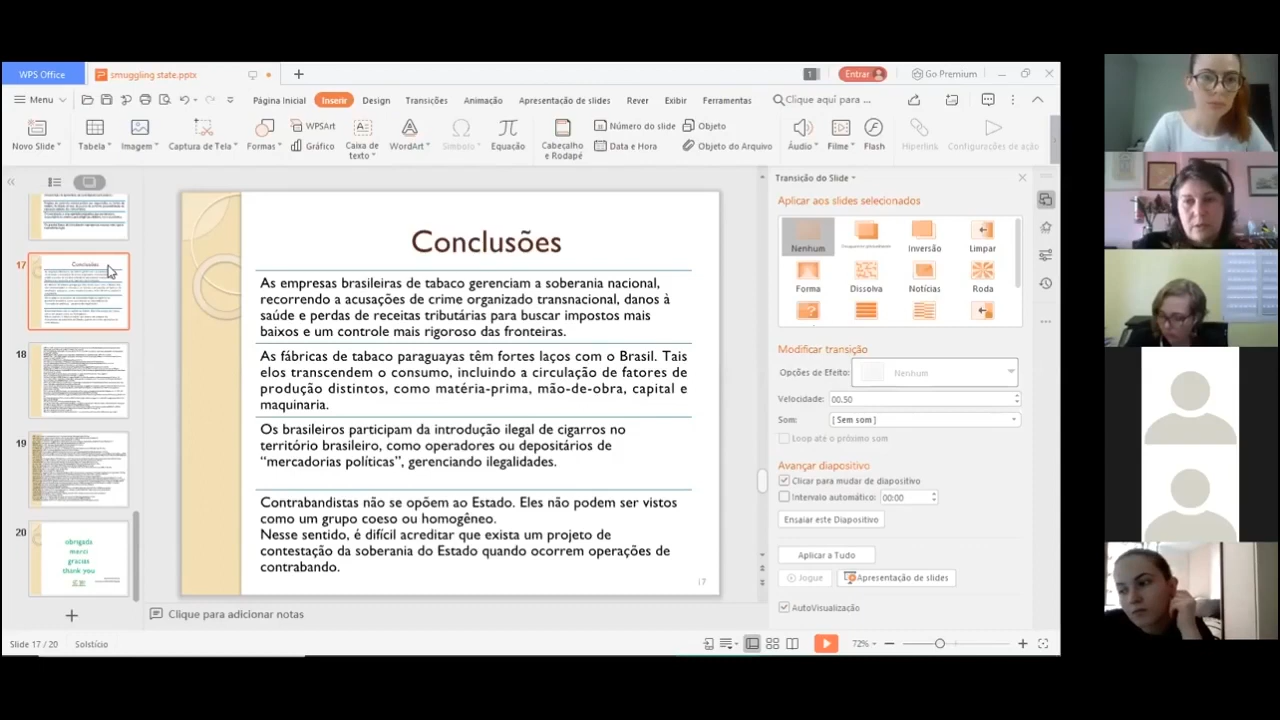 WPS Office
smuggling state.pptx
1
Entrar
Go Premium
Menu
Página Inicial
Inserir
Design
Transições
Animação
Apresentação de slides
Rever
Exibir
Ferramentas
Clique aqui para ...
Novo Slide
Tabela
Imagem
Captura de Tela
Formas
WPSArt
Gráfico
Caixa de
texto
WordArt
Símbolo
Equação
Cabeçalho
e Rodapé
Número do slide
Data e Hora
Objeto
Objeto do Arquivo
Áudio
Filme
Flash
Hiperlink
Configurações de ação
17
Conclusões
18
19
20
obrigada
merci
gracias
thank you
Conclusões
As empresas brasileiras de tabaco gerenciam a soberania nacional,
recorrendo a acusações de crime organizado transnacional, danos à
saúde e perdas de receitas tributárias para buscar impostos mais
baixos e um controle mais rigoroso das fronteiras.
As fábricas de tabaco paraguayas tem fortes laços com o Brasil. Tais
elos transcendem o consumo, incluindo circulação de fatores de
produção distintos, como matéria-prima, mão-de-obra, capital e
maquinaria.
Os brasileiros participam da introdução ilegal de cigarros no
território brasileiro, como operadores e depositários de
“mercadorias políticas”, gerenciando ilegalidades.
Contrabandistas não se opõem ao Estado. Eles não podem ser vistos
como um grupo coeso ou homogêneo.
Nesse sentido, é difícil acreditar que exista um projeto de
contestação da soberania do Estado quando ocorrem operações de
contrabando.
17
Transição do Slide
Aplicar aos slides selecionados
Nenhum
Inversão
Limpar
Forma
Dissolva
Notícias
Roda
Modificar transição
Opções de Efeito:
Nenhum
Velocidade:
00.50
Som:
[ Sem som ]
Loop até o próximo som
Avançar diapositivo
Clicar para mudar de diapositivo
Intervalo automático:
00:00
Ensaiar este Diapositivo
Aplicar a Tudo
Jogue
Apresentação de slides
AutoVisualização
Clique para adicionar notas
Slide 17 / 20
Solstício
72%